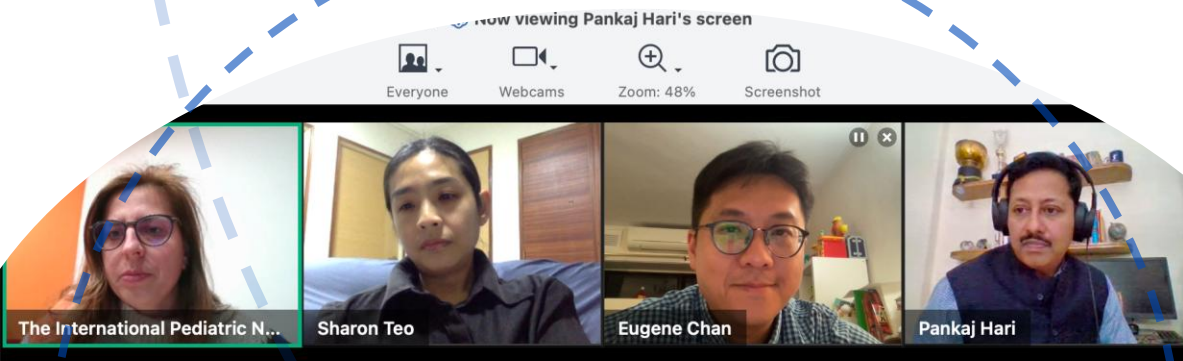 Now viewing Pankaj Hari's screen
Everyone
Webcams
Zoom: 48%
Screenshot
The International Pediatric N...
Sharon Teo
Eugene Chan
Pankaj Hari